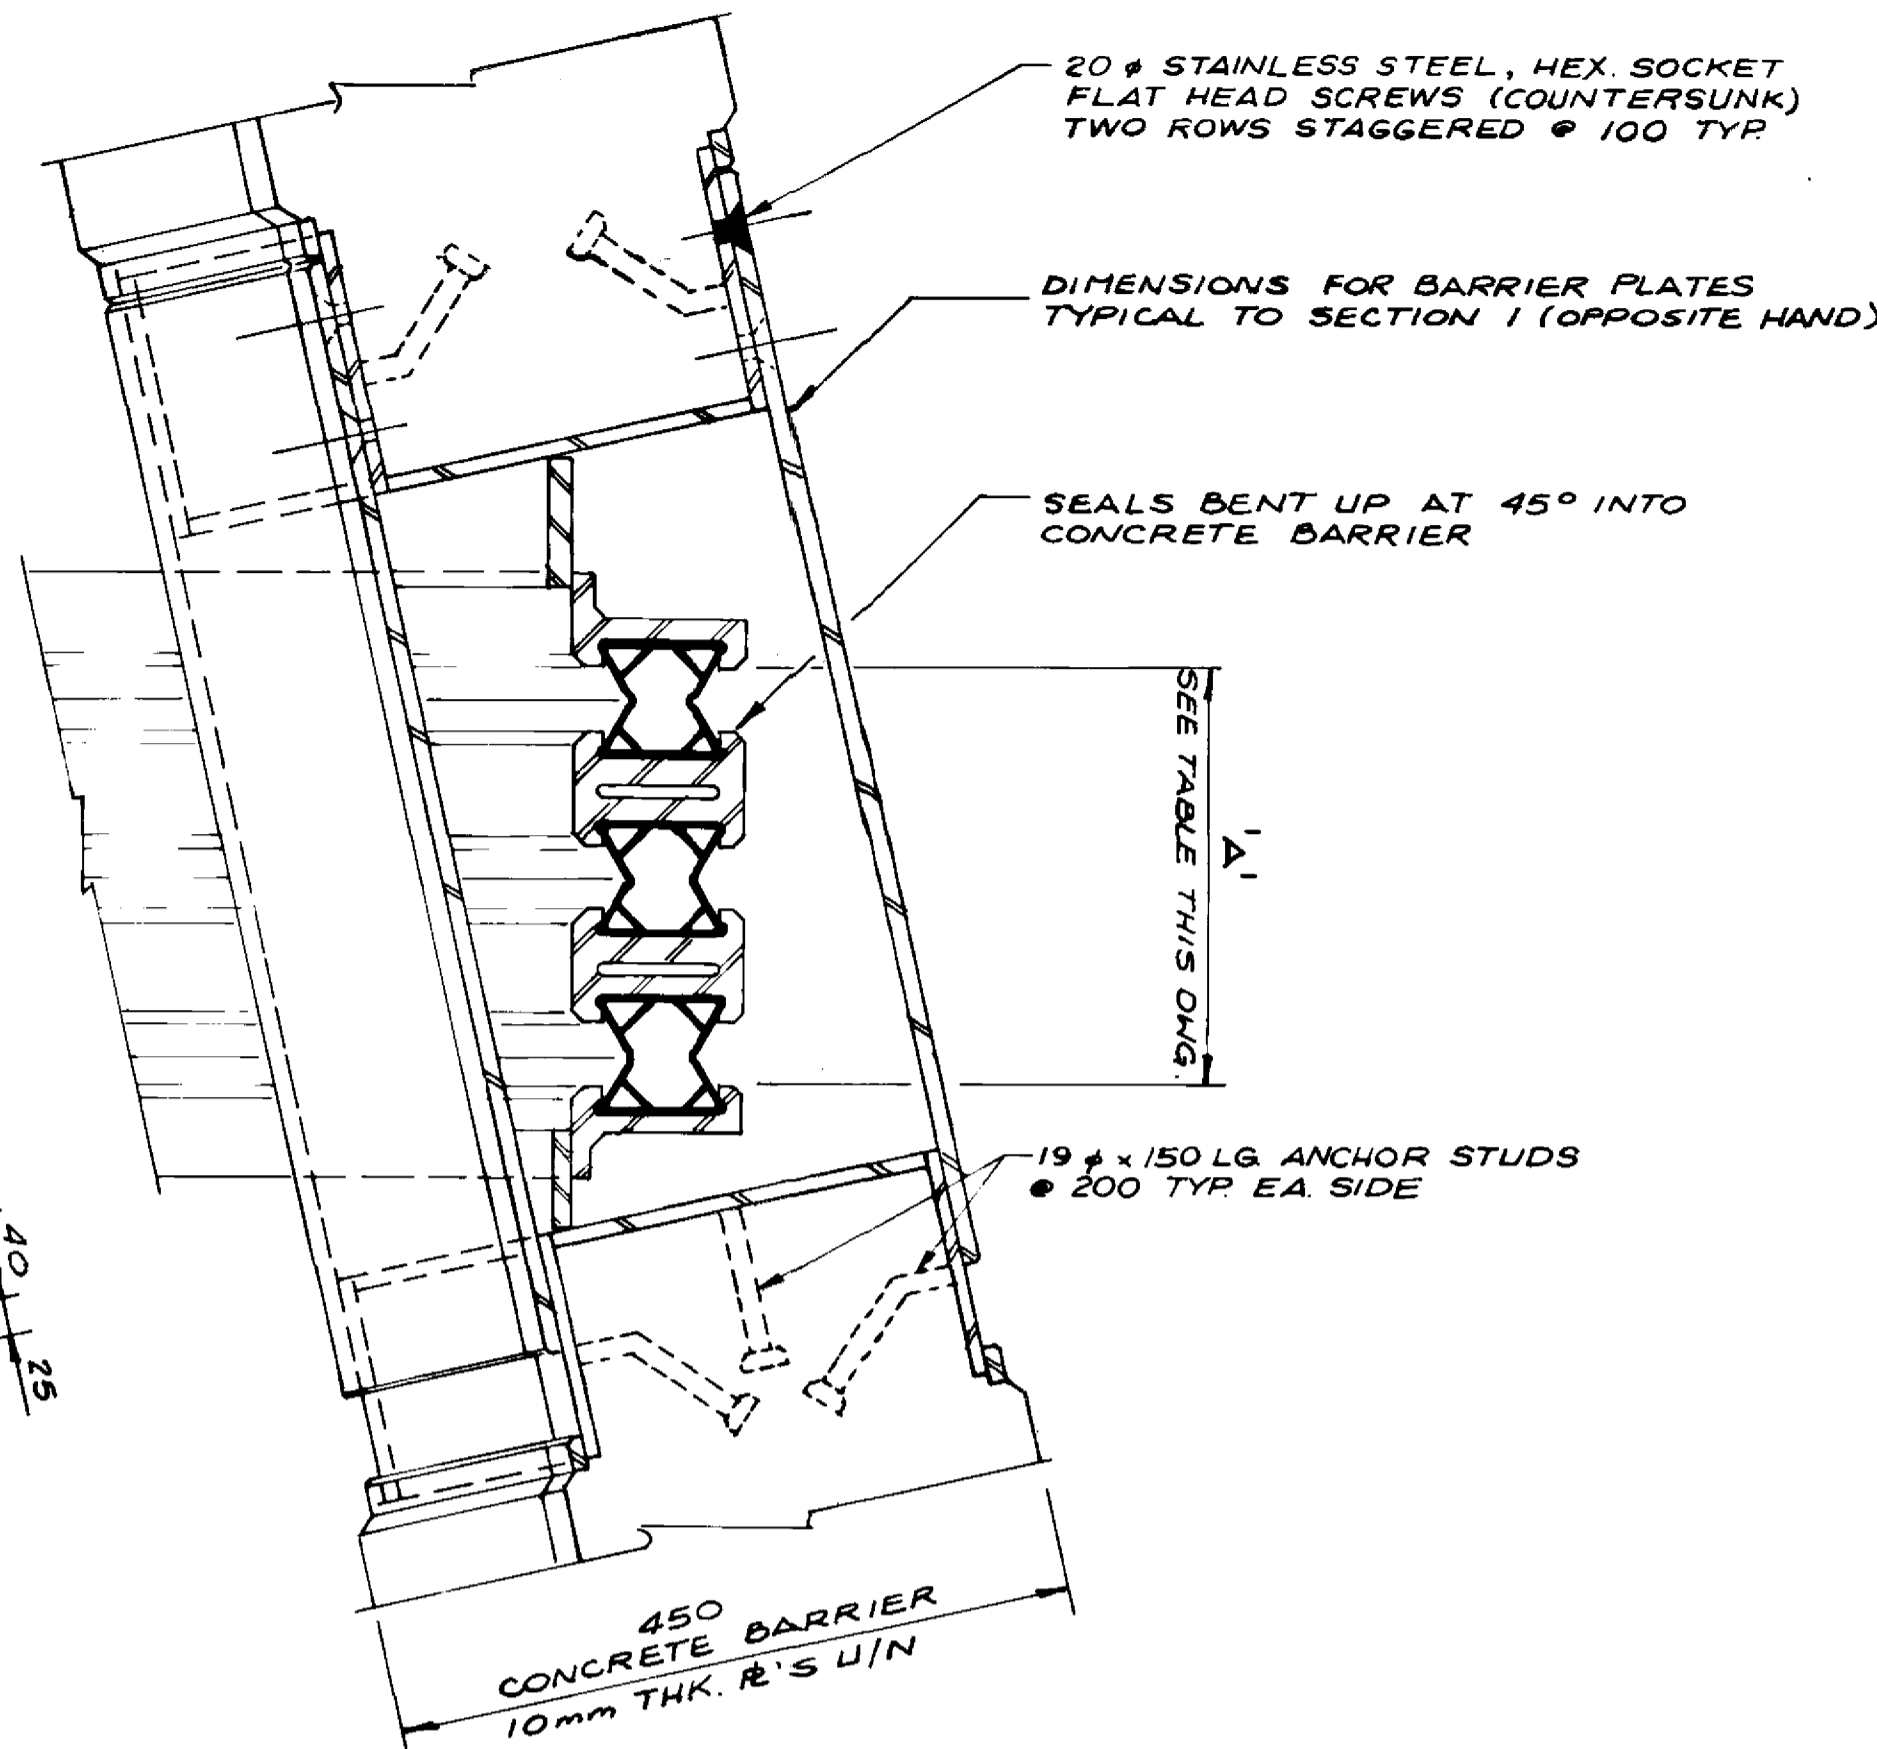 20 ⌀ STAINLESS STEEL, HEX. SOCKET
FLAT HEAD SCREWS (COUNTERSUNK)
TWO ROWS STAGGERED @ 100 TYP.
DIMENSIONS FOR BARRIER PLATES
TYPICAL TO SECTION 1 (OPPOSITE HAND)
SEALS BENT UP AT 45° INTO
CONCRETE BARRIER
'A'
SEE TABLE THIS DWG.
19 ⌀ x 150 LG ANCHOR STUDS
@ 200 TYP. EA. SIDE
40
25
450
CONCRETE BARRIER
10mm THK. ⅊'S U/N